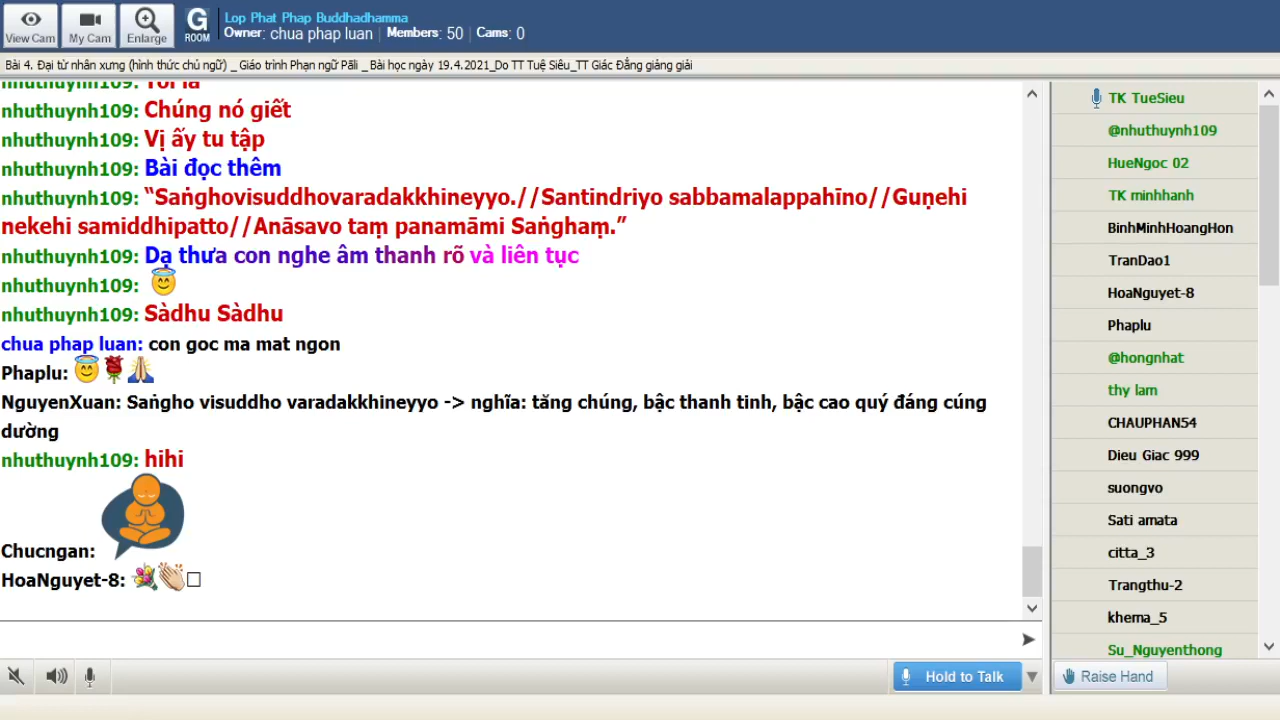 View Cam
My Cam
Enlarge
G
ROOM
Lop Phat Phap Buddhadhamma
Owner: chua phap luan | Members: 50 | Cams: 0
Bài 4. Đại từ nhân xưng (hình thức chủ ngữ) _ Giáo trình Phạn ngữ Pāli _ Bài học ngày 19.4.2021_Do TT Tuệ Siêu_TT Giác Đẳng giảng giải
nhuthuynh109: Tôi là
nhuthuynh109: Chúng nó giết
nhuthuynh109: Vị ấy tu tập
nhuthuynh109: Bài đọc thêm
nhuthuynh109: “Saṅghovisuddhovaradakkhineyyo.//Santindriyo sabbamalappahīno//Guṇehi
nekehi samiddhipatto//Anāsavo taṃ panamāmi Saṅghaṃ.”
nhuthuynh109: Dạ thưa con nghe âm thanh rõ và liên tục
nhuthuynh109: 😇
nhuthuynh109: Sàdhu Sàdhu
chua phap luan: con goc ma mat ngon
Phaplu: 😇🌹🙏
NguyenXuan: Saṅgho visuddho varadakkhineyyo -> nghĩa: tăng chúng, bậc thanh tinh, bậc cao quý đáng cúng
dường
nhuthuynh109: hihi
Chucngan:
HoaNguyet-8: 💐👏
TK TueSieu
@nhuthuynh109
HueNgoc 02
TK minhhanh
BinhMinhHoangHon
TranDao1
HoaNguyet-8
Phaplu
@hongnhat
thy lam
CHAUPHAN54
Dieu Giac 999
suongvo
Sati amata
citta_3
Trangthu-2
khema_5
Su_Nguyenthong
Hold to Talk
Raise Hand